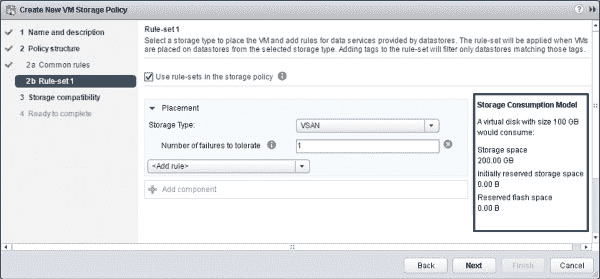 Create New VM Storage Policy
1 Name and description
2 Policy structure
2a Common rules
2b Rule-set 1
3 Storage compatibility
4 Ready to complete
Rule-set 1
Select a storage type to place the VM and add rules for data services provided by datastores. The rule-set will be applied when VMs
are placed on datastores from the selected storage type. Adding tags to the rule-set will filter only datastores matching those tags.
Use rule-sets in the storage policy
Placement
Storage Type:
VSAN
Number of failures to tolerate
1
<Add rule>
Add component
Storage Consumption Model
A virtual disk with size 100 GB
would consume:
Storage space
200.00 GB
Initially reserved storage space
0.00 B
Reserved flash space
0.00 B
Back
Next
Finish
Cancel